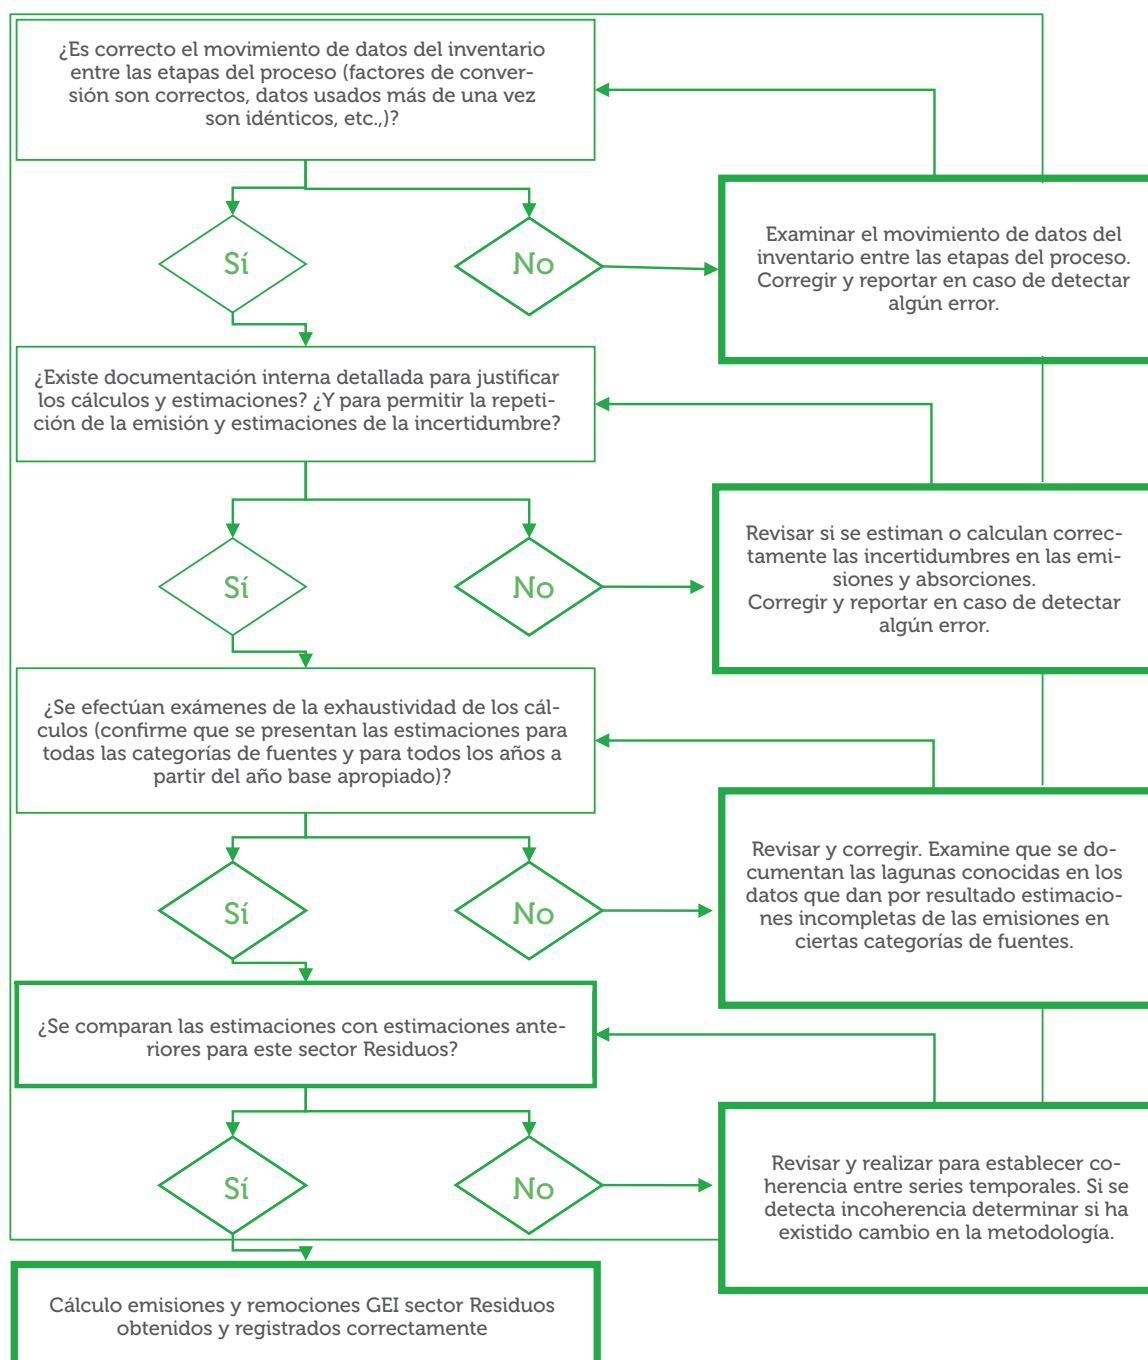 ¿Es correcto el movimiento de datos del inventario
entre las etapas del proceso (factores de conver-
sión son correctos, datos usados más de una vez
son idénticos, etc.,)?
Sí
No
Examinar el movimiento de datos del
inventario entre las etapas del proceso.
Corregir y reportar en caso de detectar
algún error.
¿Existe documentación interna detallada para justificar
los cálculos y estimaciones? ¿Y para permitir la repeti-
ción de la emisión y estimaciones de la incertidumbre?
Sí
No
Revisar si se estiman o calculan correc-
tamente las incertidumbres en las emi-
siones y absorciones.
Corregir y reportar en caso de detectar
algún error.
¿Se efectúan exámenes de la exhaustividad de los cál-
culos (confirme que se presentan las estimaciones para
todas las categorías de fuentes y para todos los años a
partir del año base apropiado)?
Sí
No
Revisar y corregir. Examine que se do-
cumentan las lagunas conocidas en los
datos que dan por resultado estimacio-
nes incompletas de las emisiones en
ciertas categorías de fuentes.
¿Se comparan las estimaciones con estimaciones ante-
riores para este sector Residuos?
Sí
No
Revisar y realizar para establecer co-
herencia entre series temporales. Si se
detecta incoherencia determinar si ha
existido cambio en la metodología.
Cálculo emisiones y remociones GEI sector Residuos
obtenidos y registrados correctamente